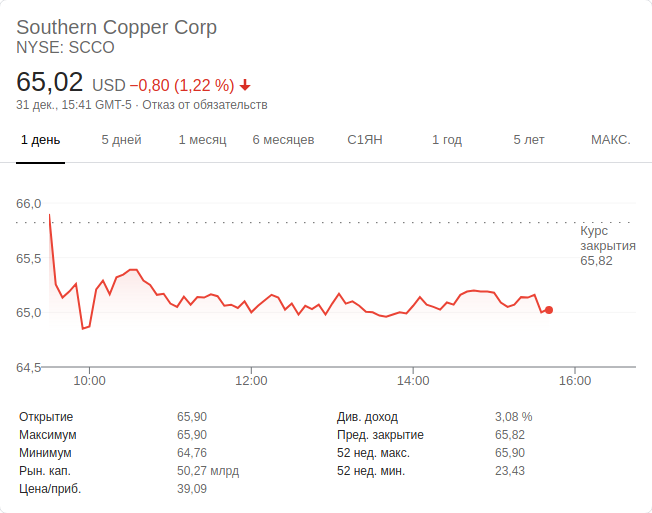 Southern Copper Corp
NYSE: SCCO
65,02 USD −0,80 (1,22 %)
31 дек., 15:41 GMT-5 · Отказ от обязательств
1 день 5 дней 1 месяц 6 месяцев С1ЯН 1 год 5 лет МАКС.
66,0
Курс
закрытия
65,82
65,5
65,0
64,5
10:00 12:00 14:00 16:00
Открытие 65,90 Див. доход 3,08 %
Максимум 65,90 Пред. закрытие 65,82
Минимум 64,76 52 нед. макс. 65,90
Рын. кап. 50,27 млрд 52 нед. мин. 23,43
Цена/приб. 39,09